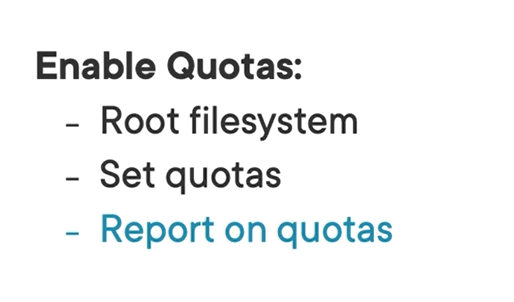 Enable Quotas:
– Root filesystem
– Set quotas
– Report on quotas